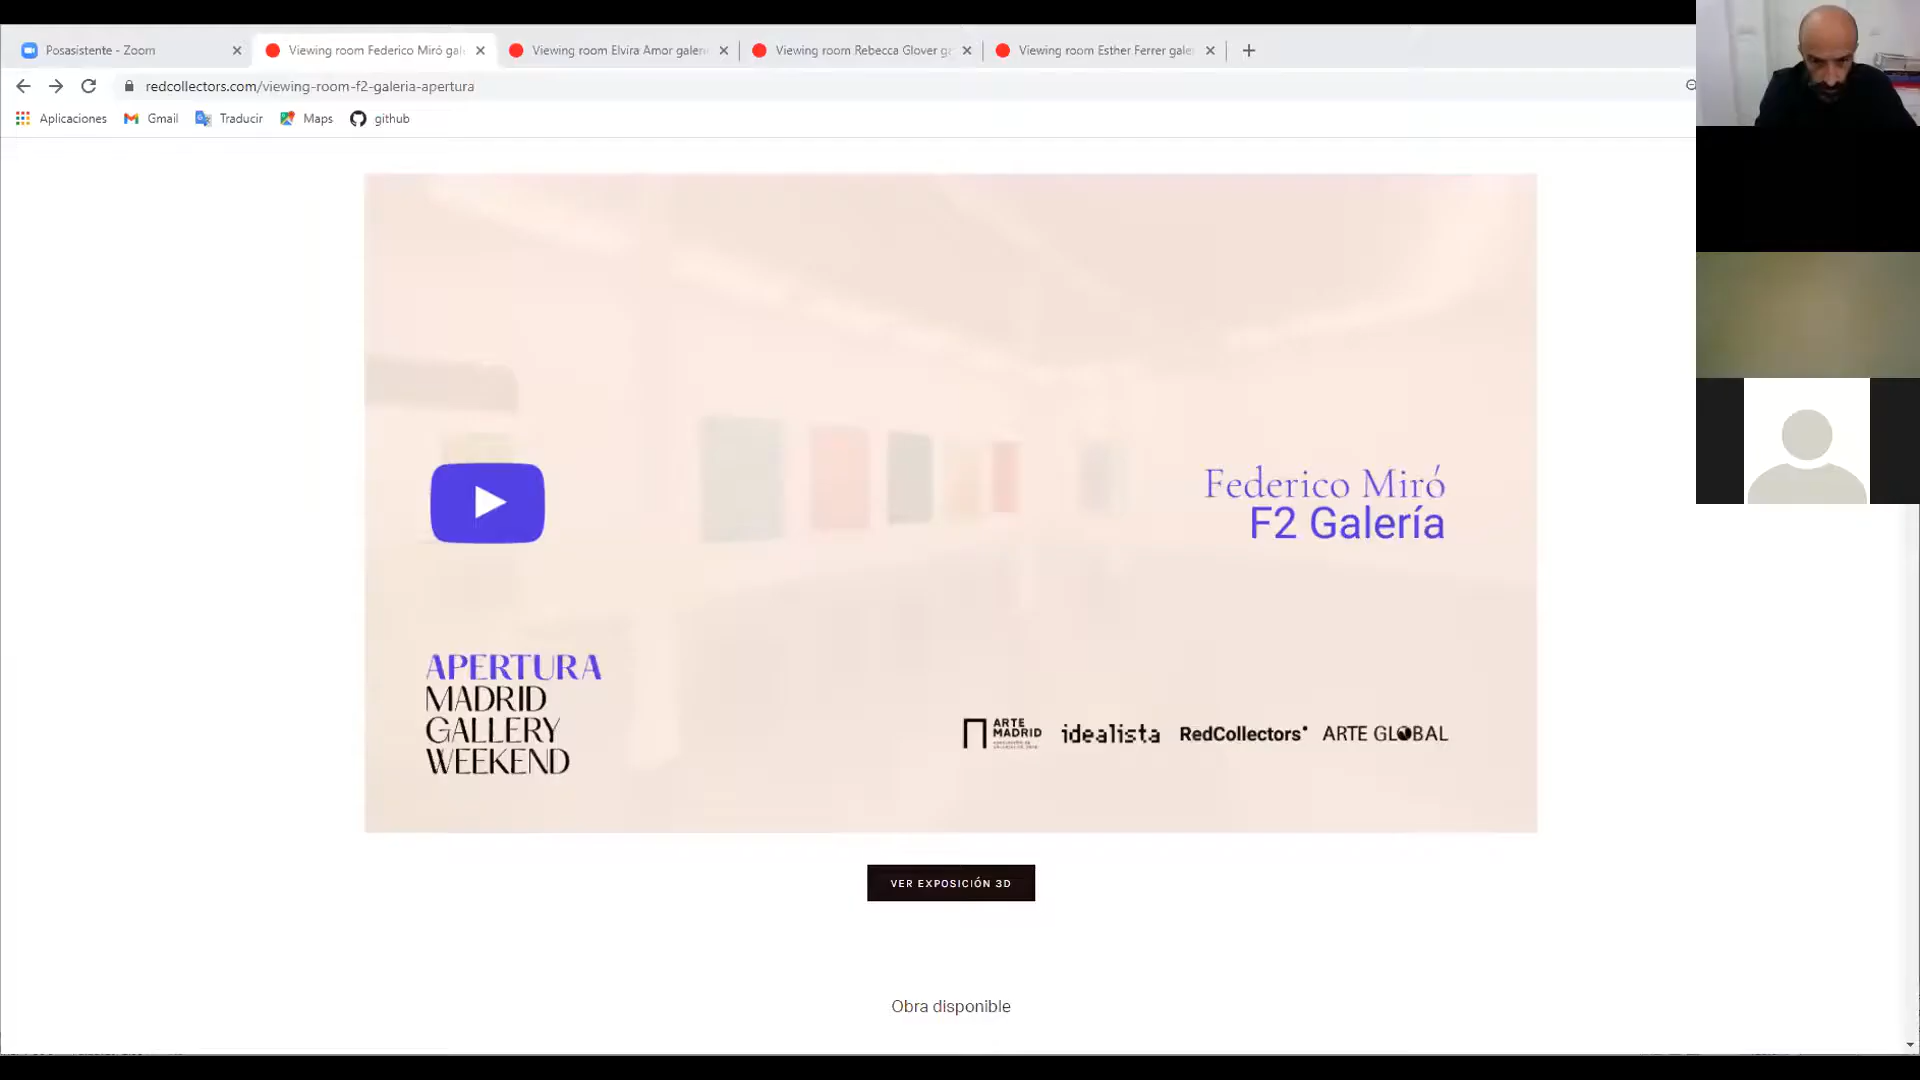 Posasistente - Zoom
Viewing room Federico Miró gal
Viewing room Elvira Amor galer
Viewing room Rebecca Glover g
Viewing room Esther Ferrer gale
redcollectors.com/viewing-room-f2-galeria-apertura
Aplicaciones
Gmail
Traducir
Maps
github
Federico Miró
F2 Galería
APERTURA
MADRID
GALLERY
WEEKEND
ARTE
MADRID
idealista
RedCollectors
ARTE GLOBAL
VER EXPOSICIÓN 3D
Obra disponible